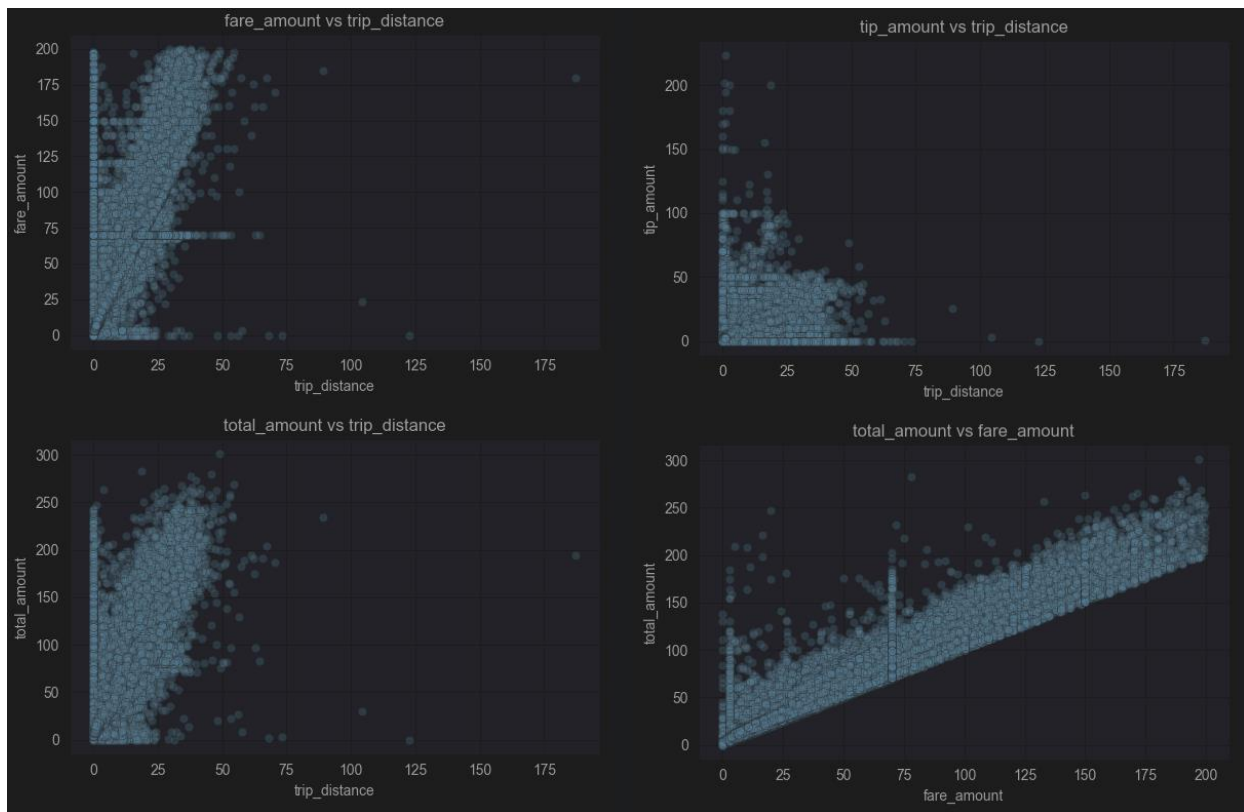 fare_amount vs trip_distance
200
175
150
125
100
75
50
25
0
fare_amount
0 25 50 75 100 125 150 175
trip_distance
tip_amount vs trip_distance
200
150
100
50
0
tip_amount
0 25 50 75 100 125 150 175
trip_distance
total_amount vs trip_distance
300
250
200
150
100
50
0
total_amount
0 25 50 75 100 125 150 175
trip_distance
total_amount vs fare_amount
300
250
200
150
100
50
0
total_amount
0 25 50 75 100 125 150 175 200
fare_amount